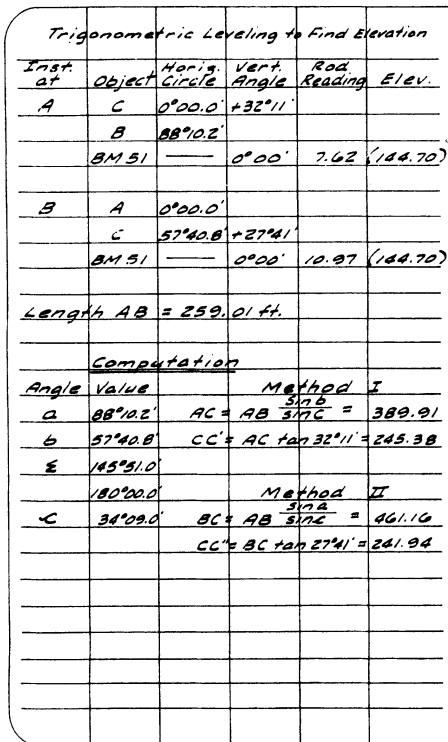 Trigonometric Leveling to Find Elevation
Inst. at Object Horiz. Circle Vert. Angle Rod Reading Elev.
A C 0°00.0' +32°11'
B 88°10.2'
BM 51 — 0°00' 7.62 (144.70)
B A 0°00.0'
C 57°40.8' +27°41'
BM 51 — 0°00' 10.97 (144.70)
Length AB = 259.01 ft.
Computation
Angle Value Method I
a 88°10.2' AC = AB sin b / sin c = 389.91
b 57°40.8' CC' = AC tan 32°11' = 245.38
Σ 145°51.0'
180°00.0' Method II
c 34°09.0' BC = AB sin a / sin c = 461.16
CC" = BC tan 27°41' = 241.94